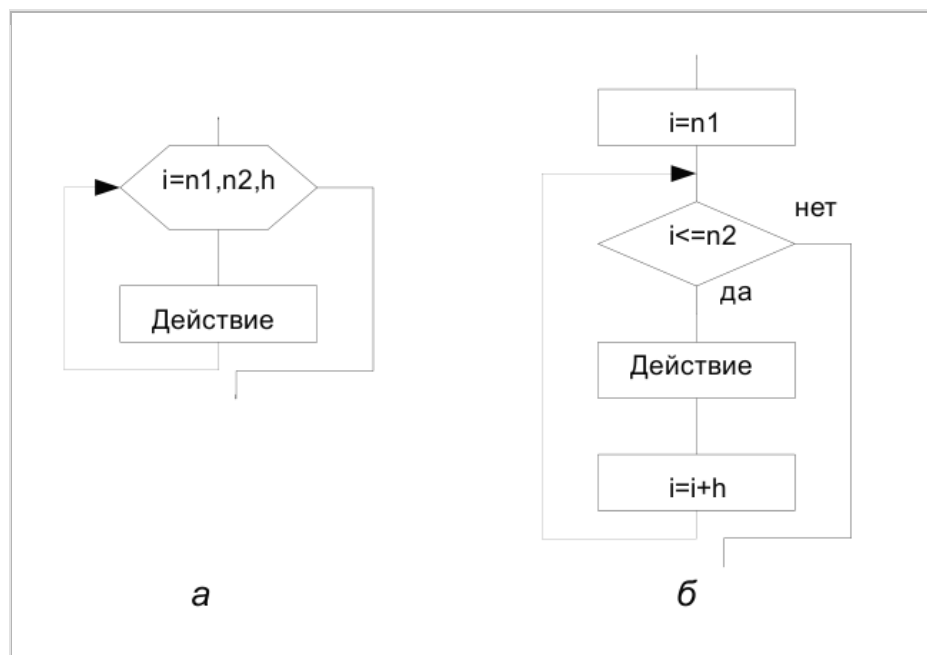 i=n1,n2,h
Действие
а
i=n1
i<=n2
нет
да
Действие
i=i+h
б